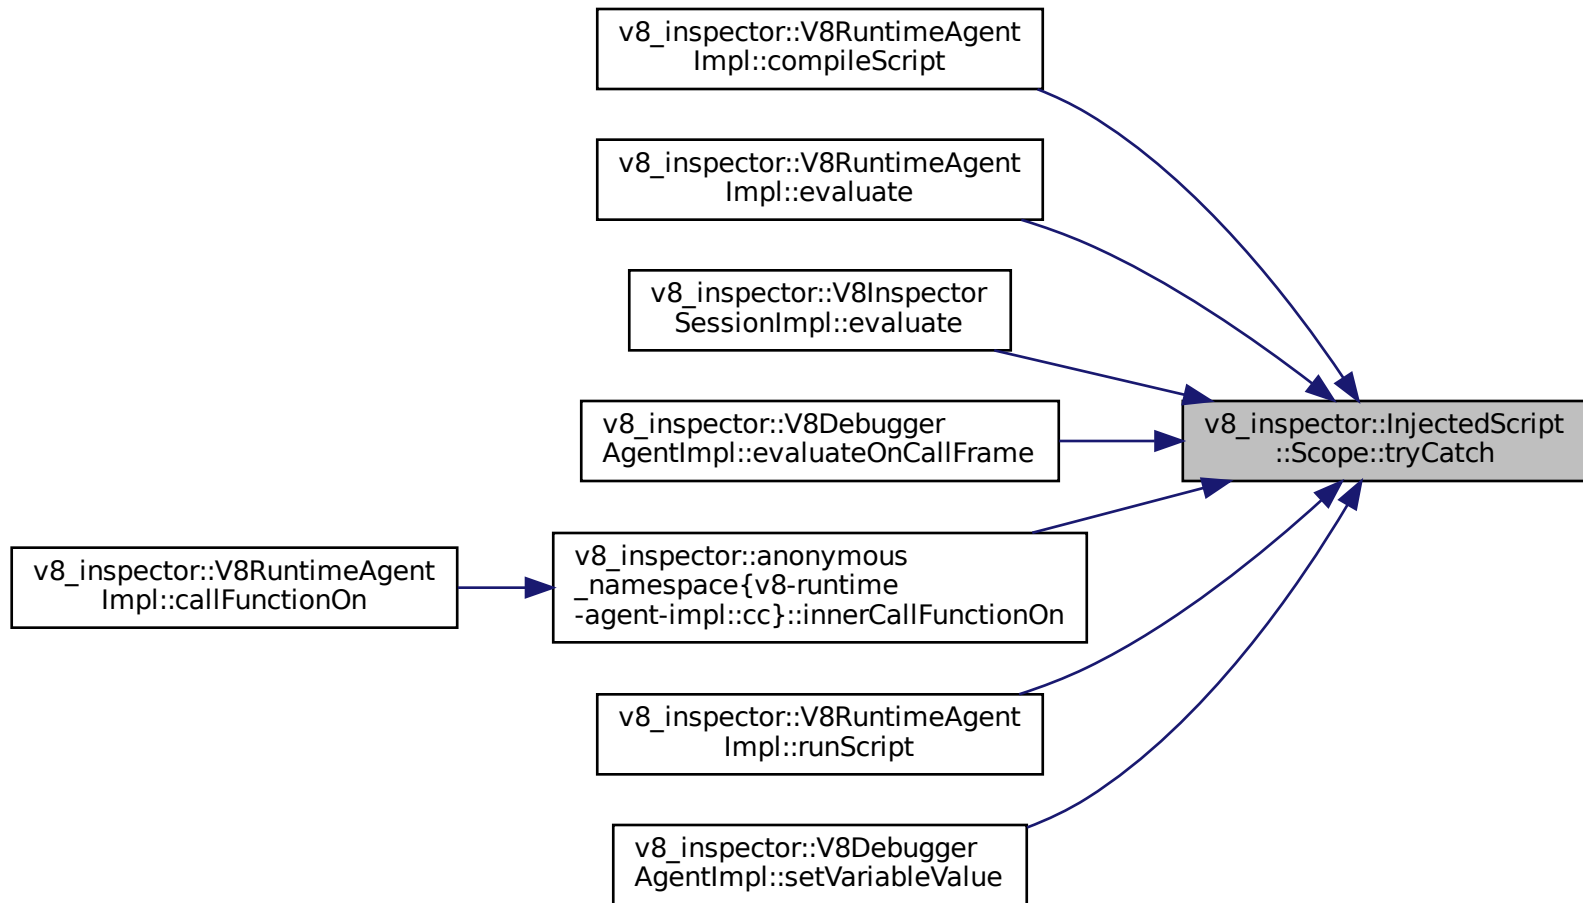 v8_inspector::V8RuntimeAgent
Impl::compileScript
v8_inspector::V8RuntimeAgent
Impl::evaluate
v8_inspector::V8Inspector
SessionImpl::evaluate
v8_inspector::V8Debugger
AgentImpl::evaluateOnCallFrame
v8_inspector::InjectedScript
::Scope::tryCatch
v8_inspector::V8RuntimeAgent
Impl::callFunctionOn
v8_inspector::anonymous
_namespace{v8-runtime
-agent-impl::cc}::innerCallFunctionOn
v8_inspector::V8RuntimeAgent
Impl::runScript
v8_inspector::V8Debugger
AgentImpl::setVariableValue